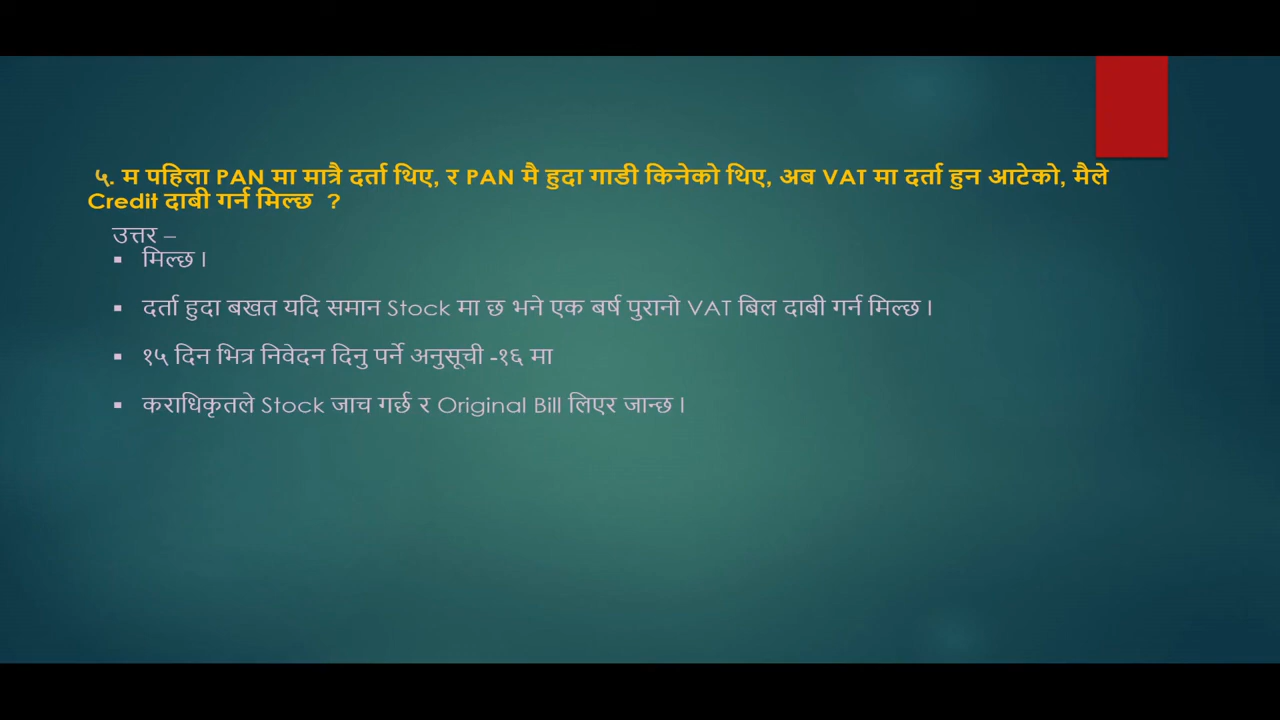 ५. म पहिला PAN मा मात्रै दर्ता थिए, र PAN मै हुदा गाडी किनेको थिए, अब VAT मा दर्ता हुन आटेको, मैले
Credit दाबी गर्न मिल्छ ?
उत्तर –
▪ मिल्छ ।
▪ दर्ता हुदा बखत यदि समान Stock मा छ भने एक बर्ष पुरानो VAT बिल दाबी गर्न मिल्छ ।
▪ १५ दिन भित्र निवेदन दिनु पर्ने अनुसूची -१६ मा
▪ कराधिकृतले Stock जाच गर्छ र Original Bill लिएर जान्छ ।